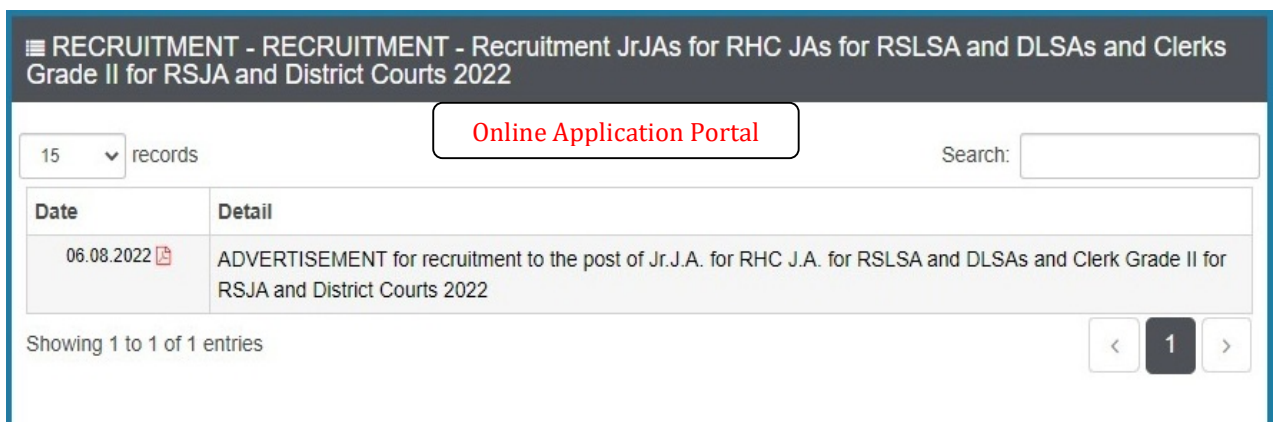 RECRUITMENT - RECRUITMENT - Recruitment JrJAs for RHC JAs for RSLSA and DLSAs and Clerks
Grade II for RSJA and District Courts 2022
Online Application Portal
15 records
Search:
Date Detail
06.08.2022 ADVERTISEMENT for recruitment to the post of Jr.J.A. for RHC J.A. for RSLSA and DLSAs and Clerk Grade II for
RSJA and District Courts 2022
Showing 1 to 1 of 1 entries
< 1 >